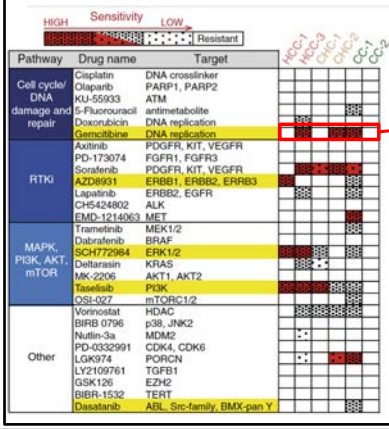 Sensitivity
HIGH LOW
Resistant
HCC-1 HCC-3 CHC-1 CHC-2 CC-1 CC-2
Pathway Drug name Target
Cell cycle/ DNA damage and repair
Cisplatin DNA crosslinker
Olaparib PARP1, PARP2
KU-55933 ATM
5-Fluorouracil antimetabolite
Doxorubicin DNA replication
Gemcitibine DNA replication
RTKi
Axitinib PDGFR, KIT, VEGFR
PD-173074 FGFR1, FGFR3
Sorafenib PDGFR, KIT, VEGFR
AZD8931 ERBB1, ERBB2, ERRB3
Lapatinib ERBB2, EGFR
CH5424802 ALK
EMD-1214063 MET
MAPK, PI3K, AKT, mTOR
Trametinib MEK1/2
Dabrafenib BRAF
SCH772984 ERK1/2
Deltarasin KRAS
MK-2206 AKT1, AKT2
Taselisib PI3K
OSI-027 mTORC1/2
Other
Vorinostat HDAC
BIRB 0796 p38, JNK2
Nutlin-3a MDM2
PD-0332991 CDK4, CDK6
LGK974 PORCN
LY2109761 TGFB1
GSK126 EZH2
BIBR-1532 TERT
Dasatanib ABL, Src-family, BMX-pan Y